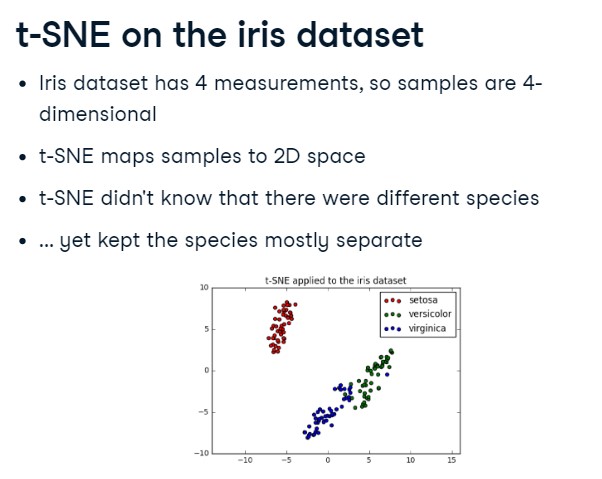 t-SNE on the iris dataset
• Iris dataset has 4 measurements, so samples are 4-
dimensional
• t-SNE maps samples to 2D space
• t-SNE didn't know that there were different species
• ... yet kept the species mostly separate
t-SNE applied to the iris dataset
10
setosa
versicolor
virginica
5
0
−5
−10
−10 −5 0 5 10 15